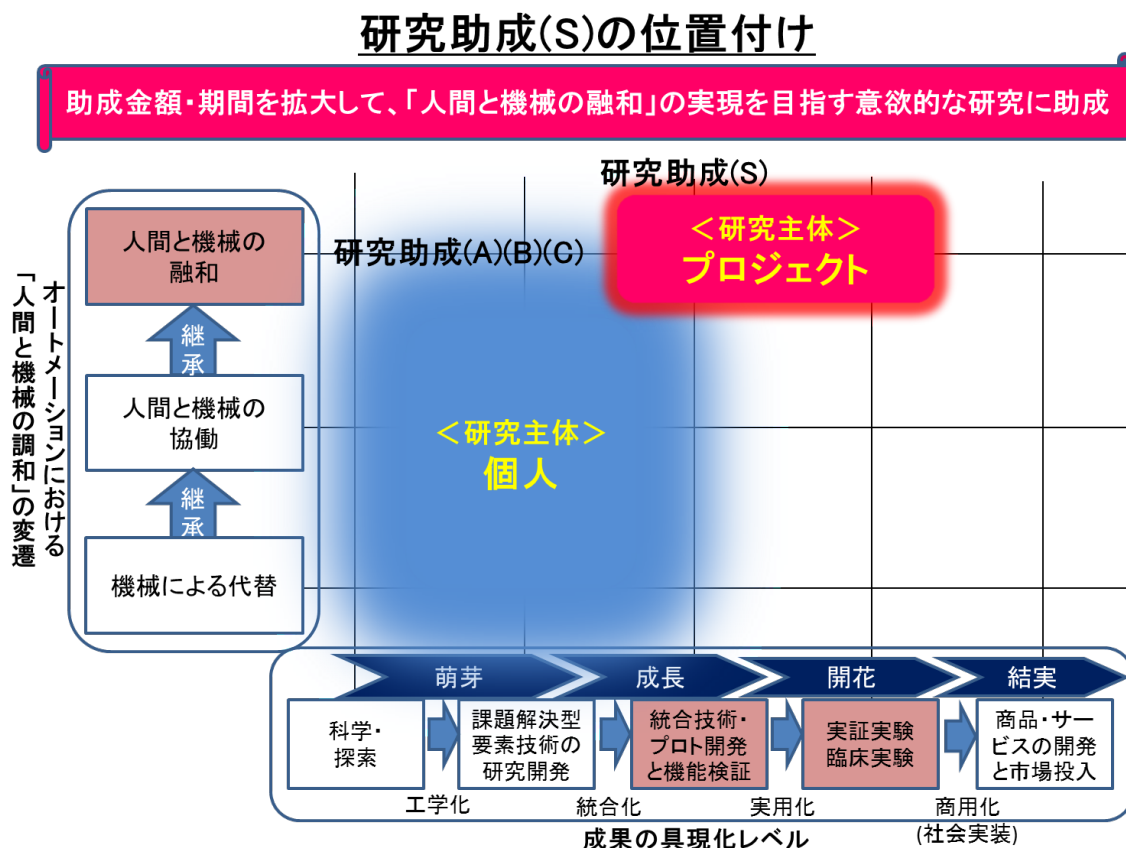 研究助成(S)の位置付け
助成金額・期間を拡大して、「人間と機械の融和」の実現を目指す意欲的な研究に助成
研究助成(S)
＜研究主体＞
プロジェクト
研究助成(A)(B)(C)
＜研究主体＞
個人
オートメーションにおける
「人間と機械の調和」の変遷
人間と機械の
融和
継承
人間と機械の
協働
継承
機械による代替
萌芽
成長
開花
結実
科学・
探索
課題解決型
要素技術の
研究開発
統合技術・
プロト開発
と機能検証
実証実験
臨床実験
商品・サー
ビスの開発
と市場投入
工学化
統合化
実用化
商用化
(社会実装)
成果の具現化レベル